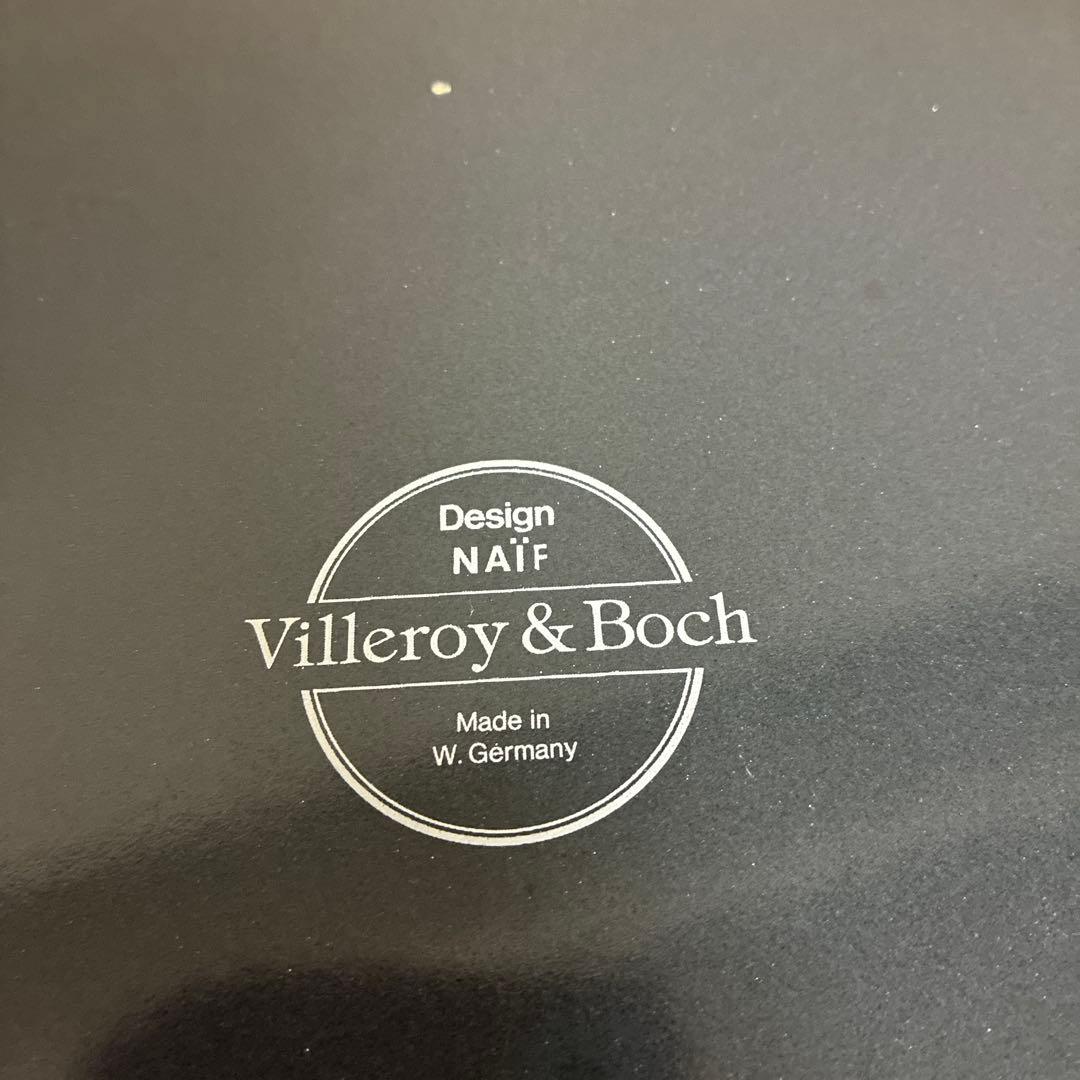 Design
NAÏF
Villeroy & Boch
Made in
W. Germany